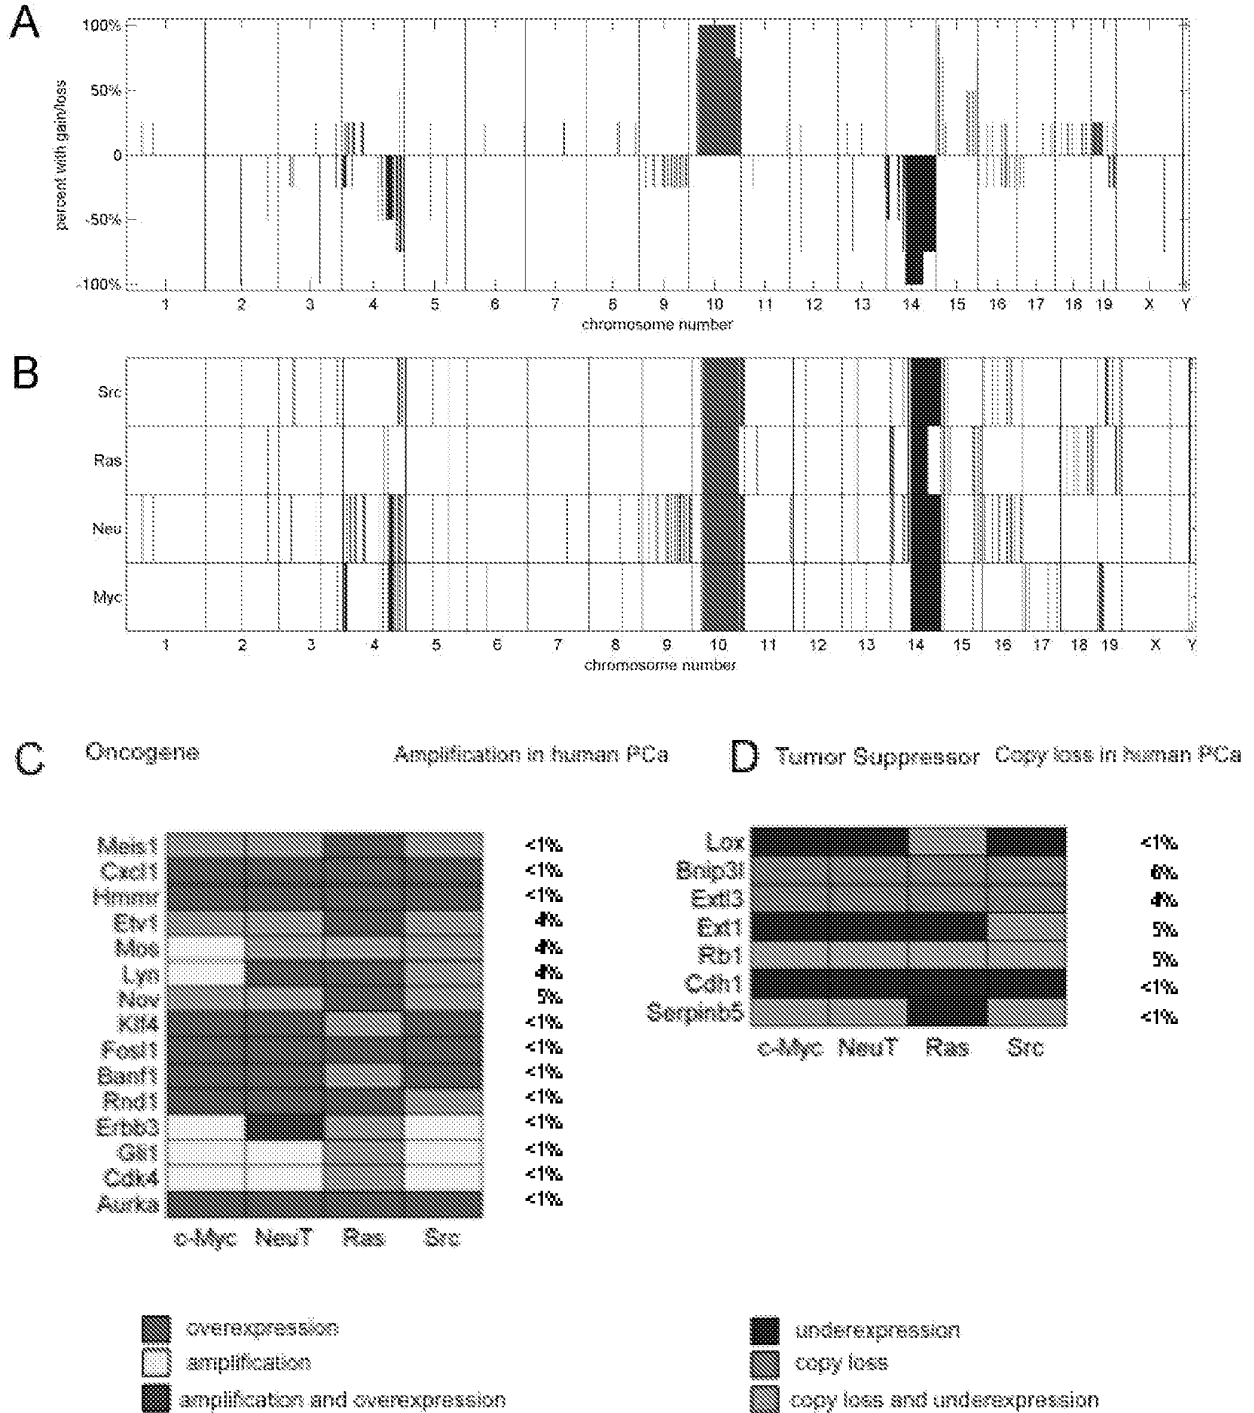 A
100%
50%
0
-50%
-100%
percent with gain/loss
1 2 3 4 5 6 7 8 9 10 11 12 13 14 15 16 17 18 19 X Y
chromosome number
B
Src
Ras
Neu
Myc
1 2 3 4 5 6 7 8 9 10 11 12 13 14 15 16 17 18 19 X Y
chromosome number
C Oncogene Amplification in human PCa
Meis1 <1%
Cxcl1 <1%
Hmmr <1%
Etv1 4%
Mos 4%
Lyn 4%
Nov 5%
Klf4 <1%
Fosl1 <1%
Banf1 <1%
Rnd1 <1%
Erbb3 <1%
Gli1 <1%
Cdk4 <1%
Aurka <1%
c-Myc NeuT Ras Src
overexpression
amplification
amplification and overexpression
D Tumor Suppressor Copy loss in human PCa
Lox <1%
Bnip3l 6%
Extl3 4%
Ext1 5%
Rb1 5%
Cdh1 <1%
Serpinb5 <1%
c-Myc NeuT Ras Src
underexpression
copy loss
copy loss and underexpression